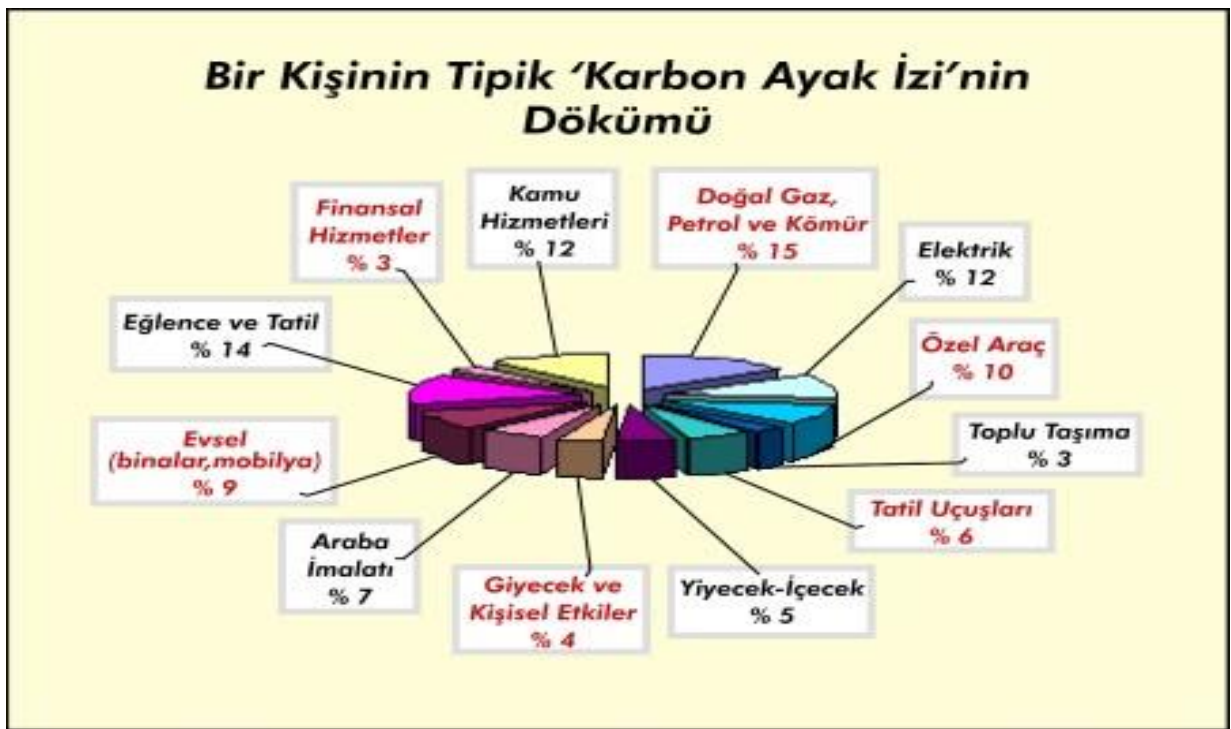 Bir Kişinin Tipik ‘Karbon Ayak İzi’nin
Dökümü
Finansal
Hizmetler
% 3
Kamu
Hizmetleri
% 12
Doğal Gaz,
Petrol ve Kömür
% 15
Elektrik
% 12
Eğlence ve Tatil
% 14
Özel Araç
% 10
Evsel
(binalar,mobilya)
% 9
Toplu Taşıma
% 3
Tatil Uçuşları
% 6
Araba
İmalatı
% 7
Giyecek ve
Kişisel Etkiler
% 4
Yiyecek-İçecek
% 5